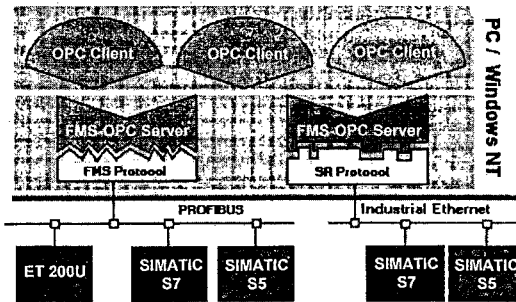 OPC Client OPC Client OPC Client
PC / Windows NT
FMS-OPC Server FMS-OPC Server
FMS Protocol SR Protocol
PROFIBUS Industrial Ethernet
ET 200U SIMATIC S7 SIMATIC S5 SIMATIC S7 SIMATIC S5